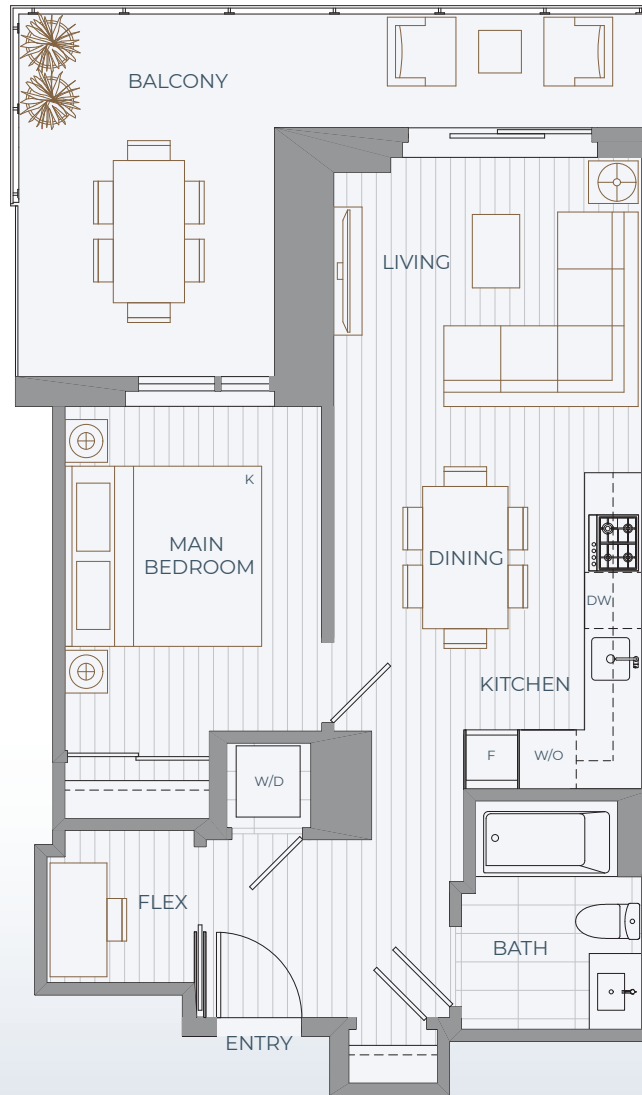 BALCONY
LIVING
K
MAIN
BEDROOM
DINING
DW
KITCHEN
F
W/O
W/D
FLEX
BATH
ENTRY